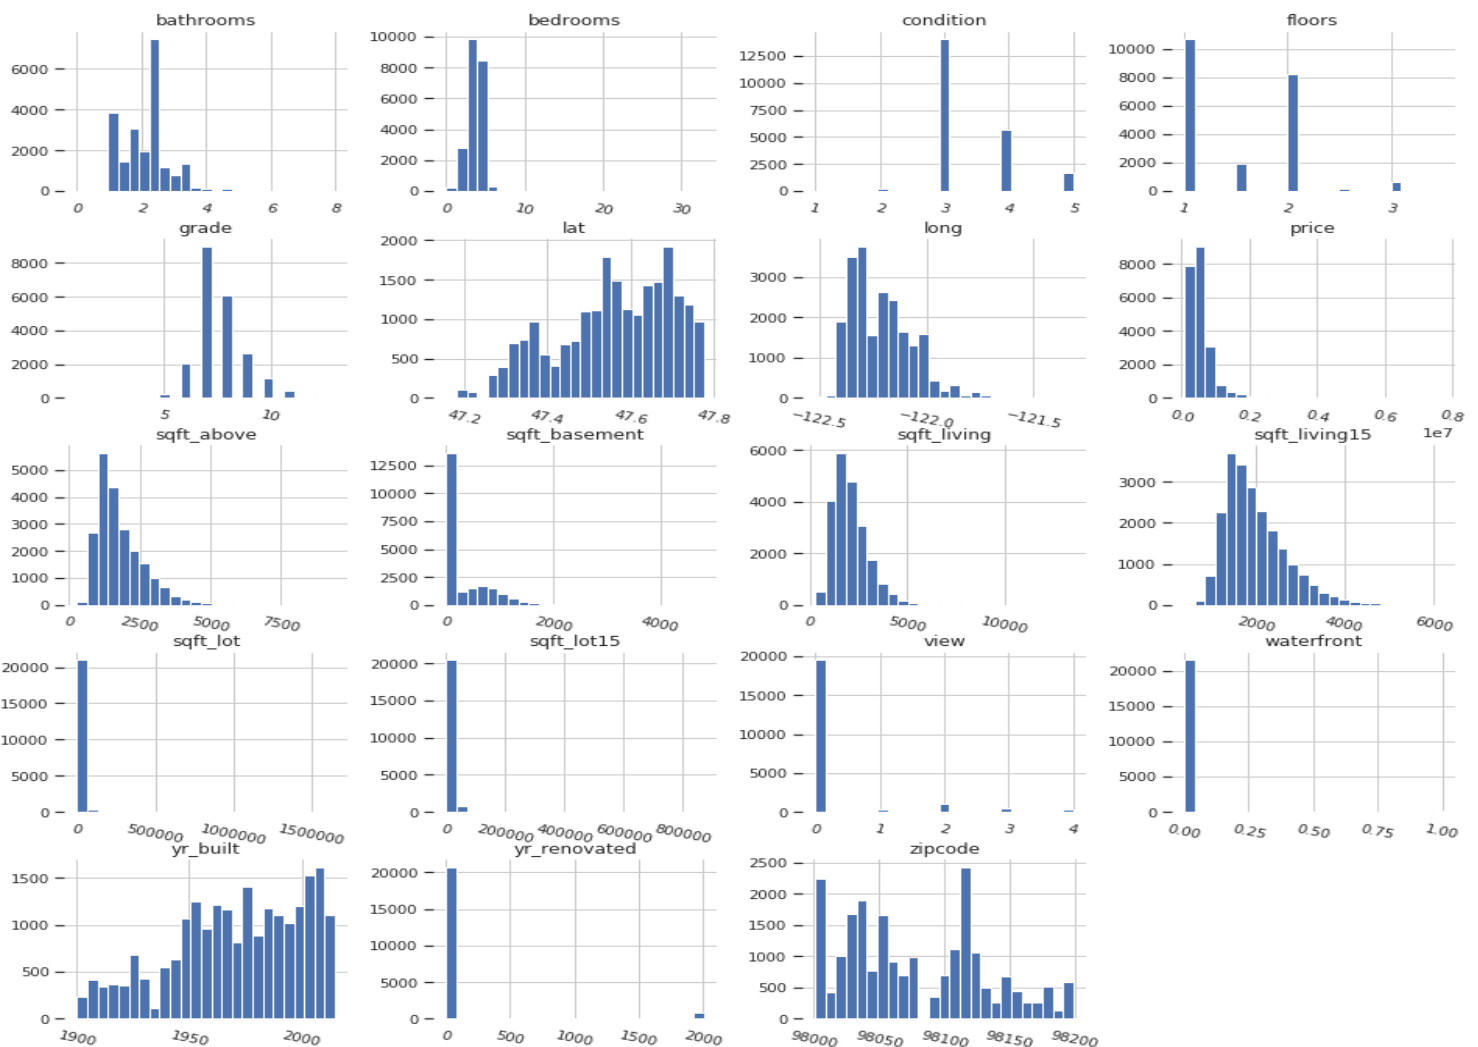 bathrooms bedrooms condition floors
6000 4000 2000 0
0 2 4 6 8
10000 8000 6000 4000 2000 0
0 10 20 30
12500 10000 7500 5000 2500 0
1 2 3 4 5
10000 8000 6000 4000 2000 0
1 2 3
grade lat long price
8000 6000 4000 2000 0
5 10
2000 1500 1000 500 0
47.2 47.4 47.6 47.8
3000 2000 1000 0
−122.5 −122.0 −121.5
8000 6000 4000 2000 0
0.0 0.2 0.4 0.6 0.8
1e7
sqft_above sqft_basement sqft_living sqft_living15
5000 4000 3000 2000 1000 0
0 2500 5000 7500
12500 10000 7500 5000 2500 0
0 2000 4000
6000 4000 2000 0
0 5000 10000
3000 2000 1000 0
2000 4000 6000
sqft_lot sqft_lot15 view waterfront
20000 15000 10000 5000 0
0 500000 1000000 1500000
20000 15000 10000 5000 0
0 200000 400000 600000 800000
20000 15000 10000 5000 0
0 1 2 3 4
20000 15000 10000 5000 0
0.00 0.25 0.50 0.75 1.00
yr_built yr_renovated zipcode
1500 1000 500 0
1900 1950 2000
20000 15000 10000 5000 0
0 500 1000 1500 2000
2500 2000 1500 1000 500 0
98000 98050 98100 98150 98200